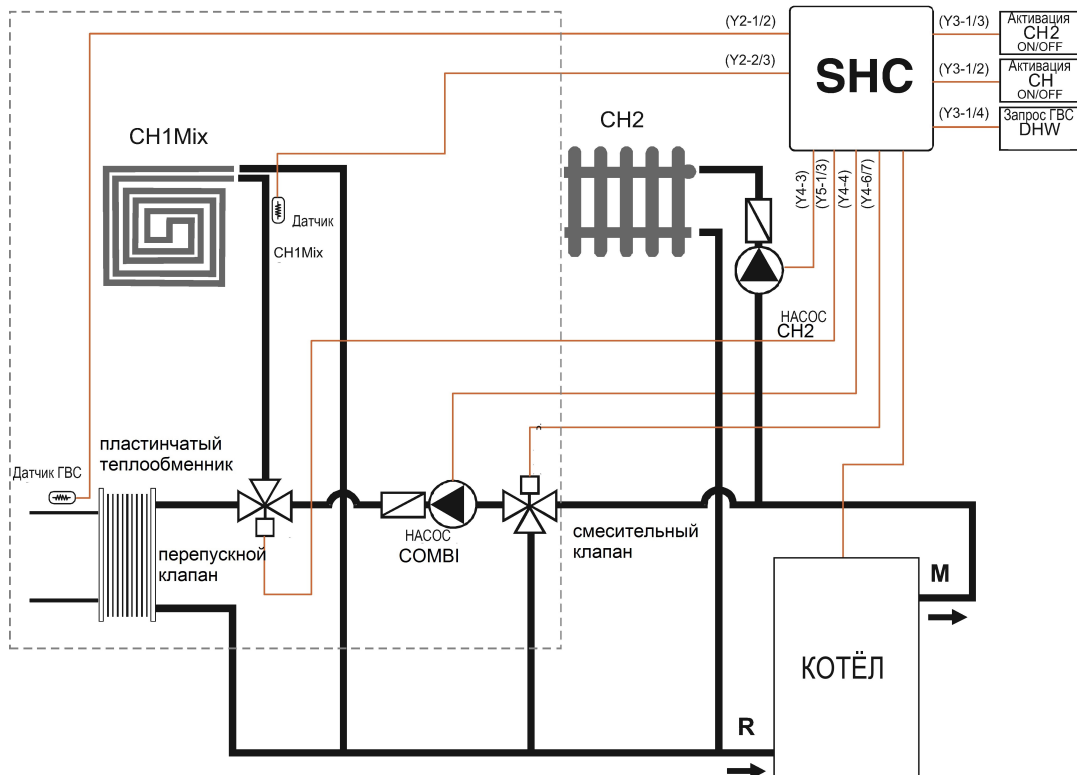 (Y2-1/2)
(Y2-2/3)
SHC
(Y3-1/3)
Активация
CH2
ON/OFF
(Y3-1/2)
Активация
CH
ON/OFF
(Y3-1/4)
Запрос ГВС
DHW
(Y4-3)
(Y5-1/3)
(Y4-4)
(Y4-6/7)
CH1Mix
CH2
Датчик
CH1Mix
НАСОС
CH2
пластинчатый
теплообменник
Датчик ГВС
перепускной
клапан
НАСОС
COMBI
смесительный
клапан
M
КОТЁЛ
R